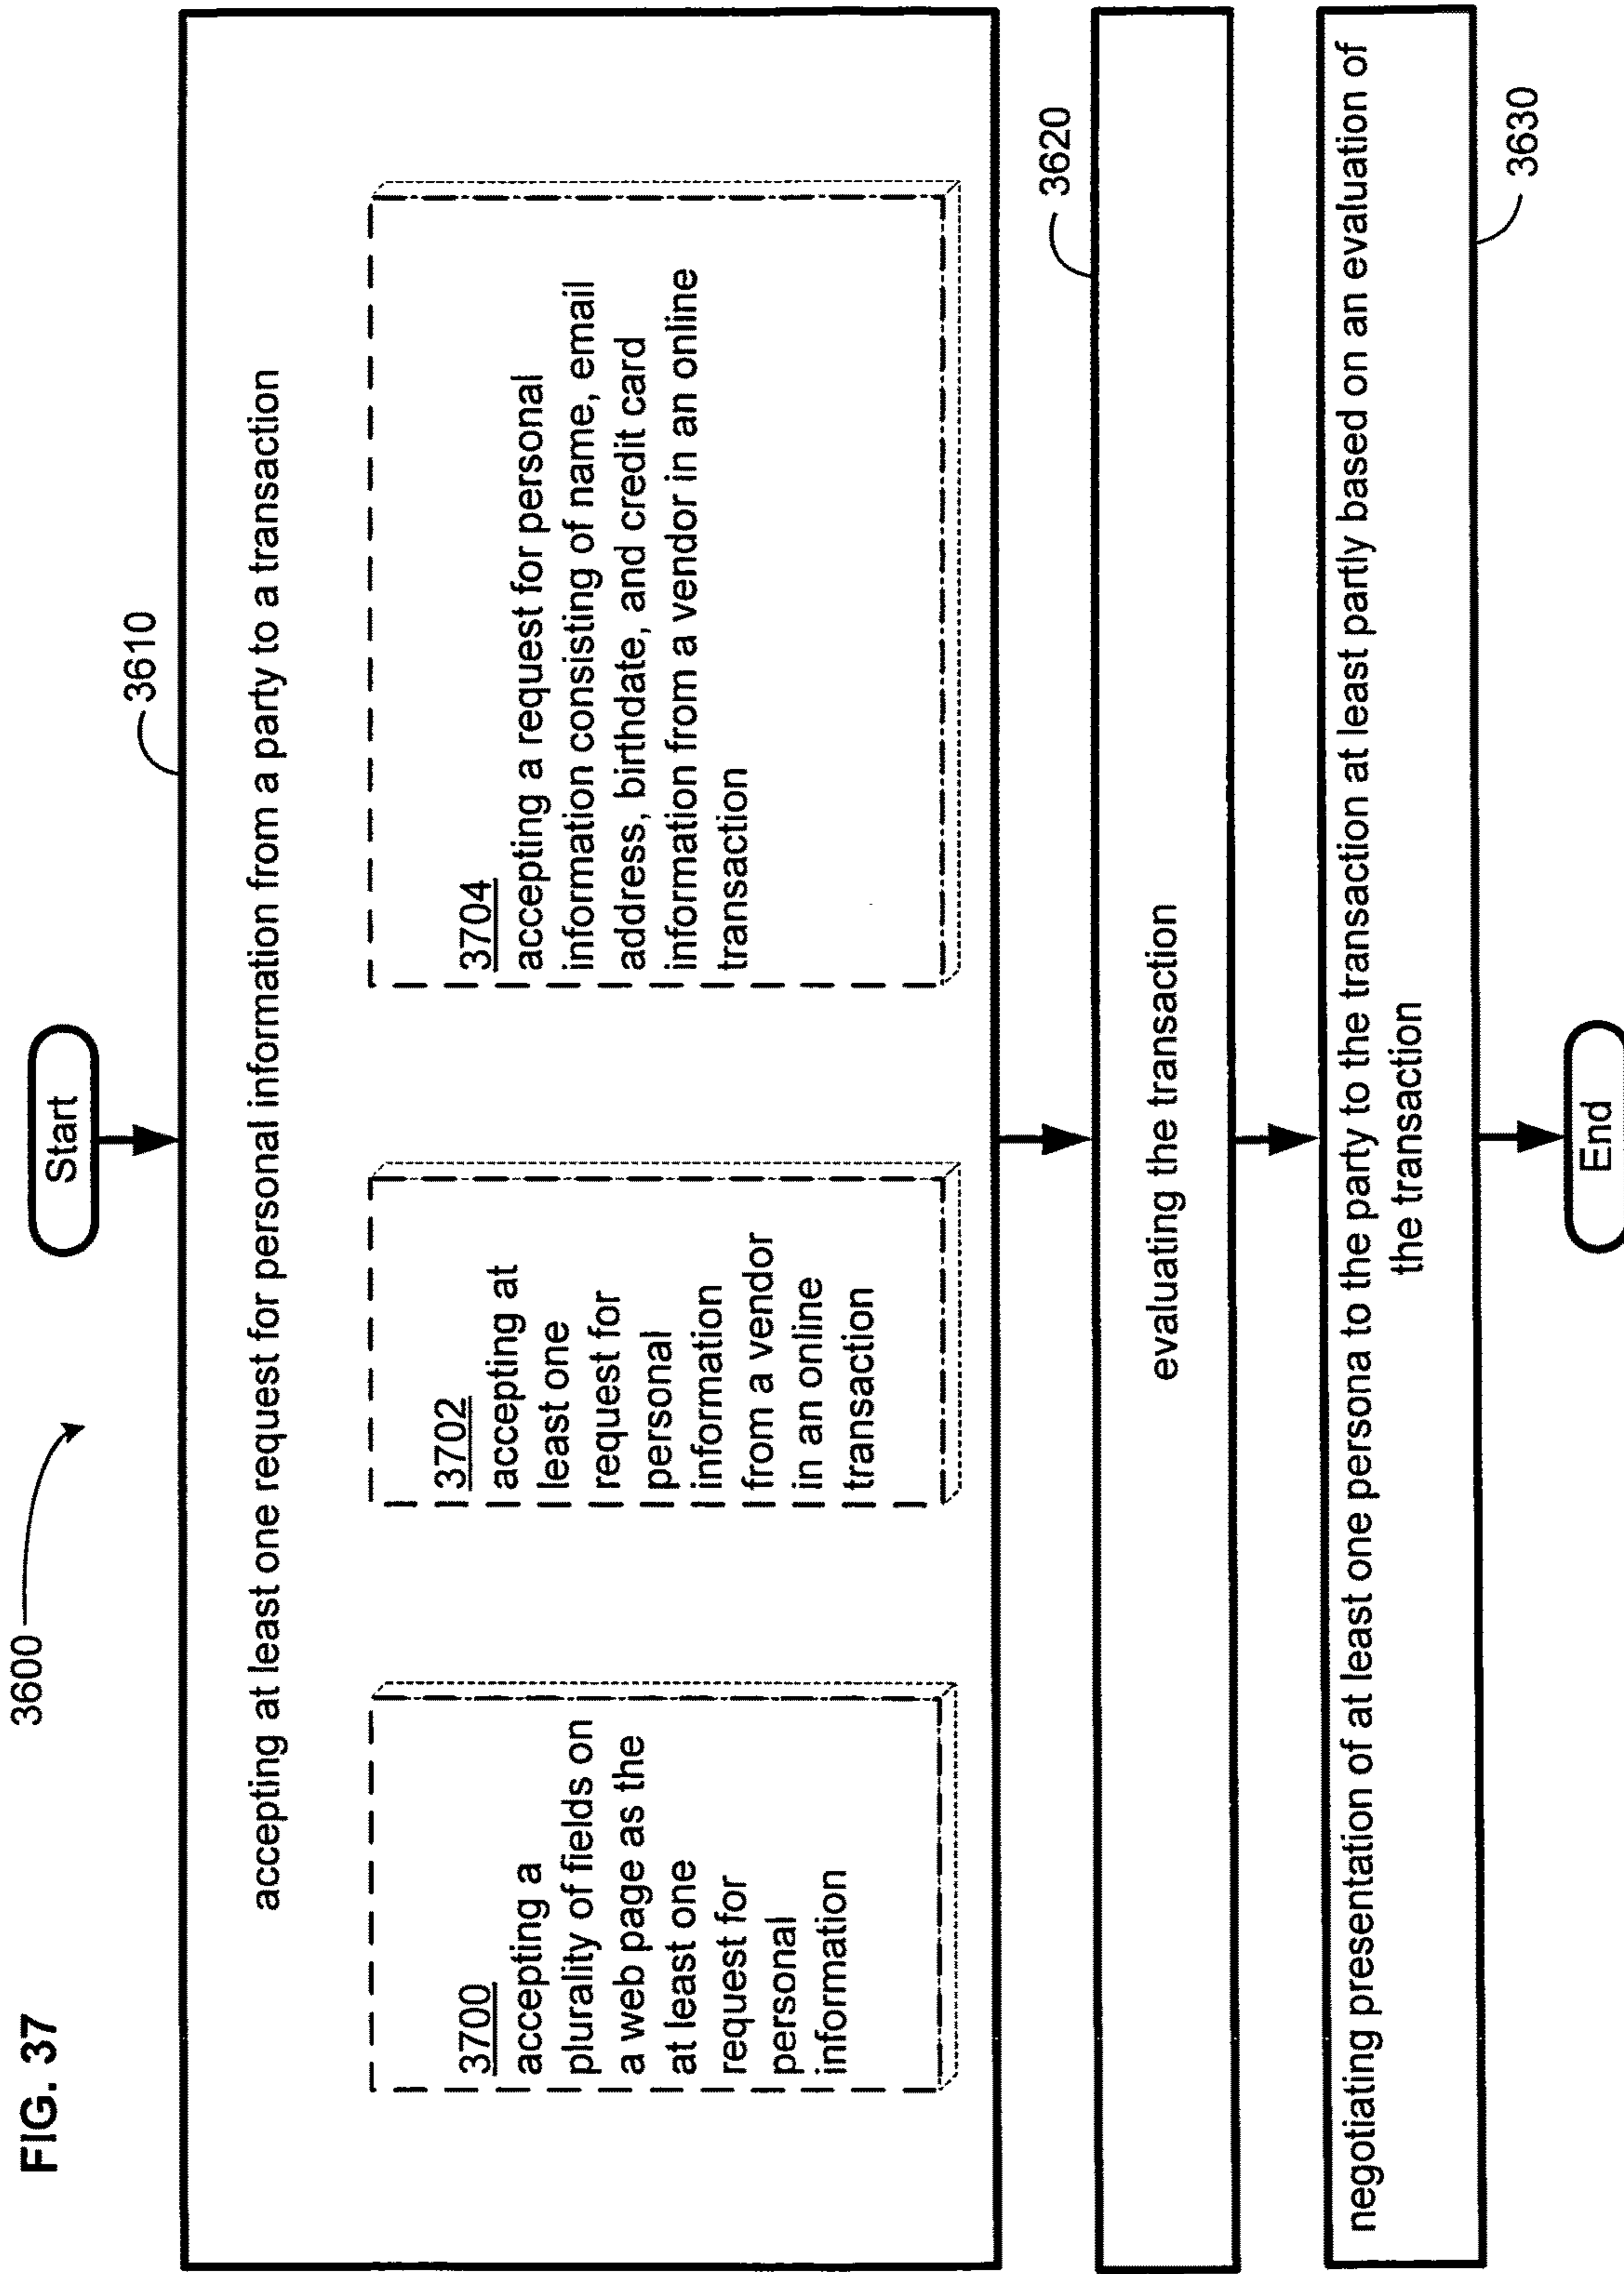 FIG. 37
3600
Start
3610
accepting at least one request for personal information from a party to a transaction
3700
accepting a
plurality of fields on
a web page as the
at least one
request for
personal
information
3702
accepting at
least one
request for
personal
information
from a vendor
in an online
transaction
3704
accepting a request for personal
information consisting of name, email
address, birthdate, and credit card
information from a vendor in an online
transaction
3620
evaluating the transaction
negotiating presentation of at least one persona to the party to the transaction at least partly based on an evaluation of
the transaction
3630
End